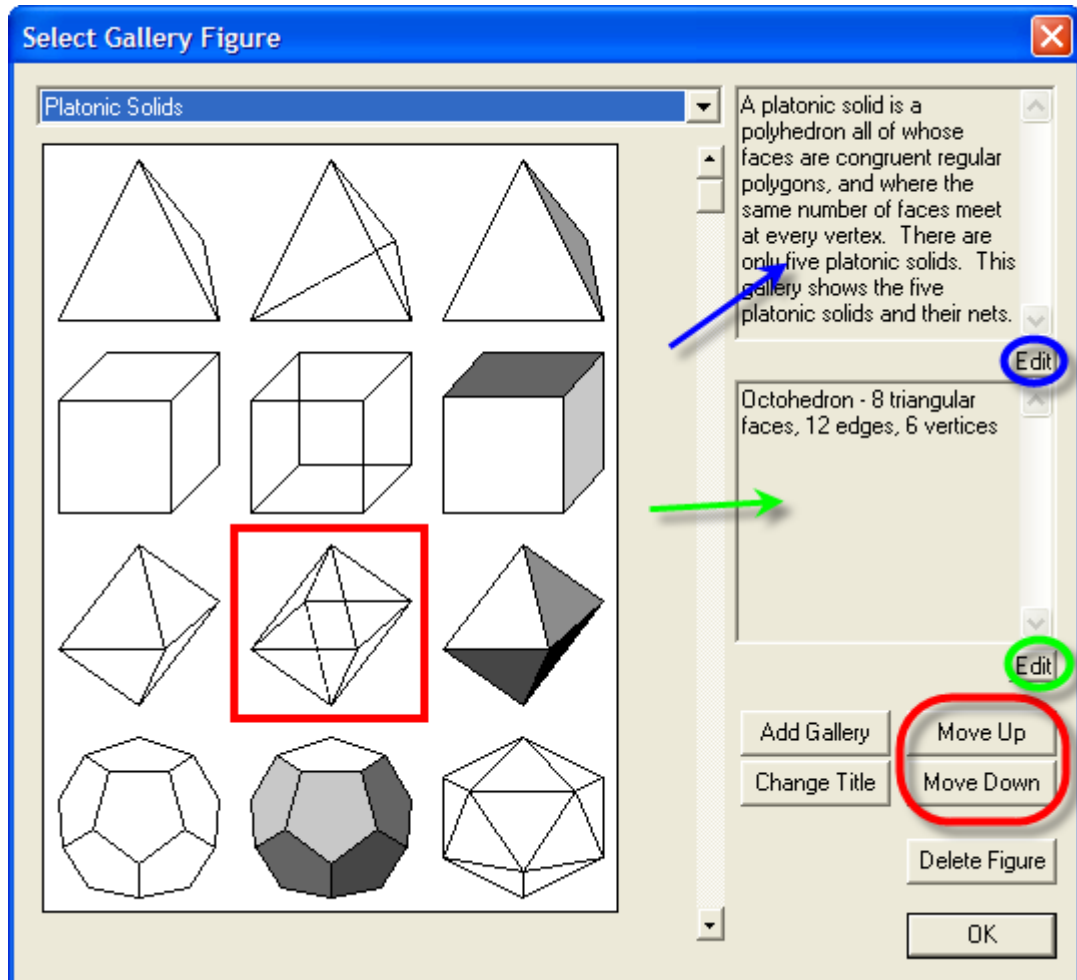 Select Gallery Figure
Platonic Solids
A platonic solid is a
polyhedron all of whose
faces are congruent regular
polygons, and where the
same number of faces meet
at every vertex. There are
only five platonic solids. This
gallery shows the five
platonic solids and their nets.
Edit
Octohedron - 8 triangular
faces, 12 edges, 6 vertices
Edit
Add Gallery
Move Up
Change Title
Move Down
Delete Figure
OK